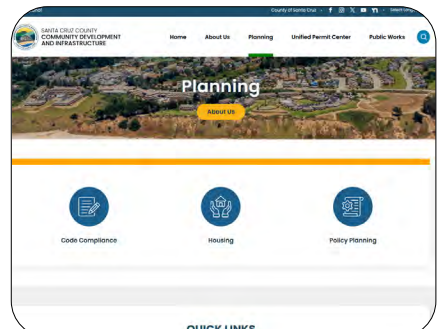 County of Santa Cruz
SANTA CRUZ COUNTY
COMMUNITY DEVELOPMENT
AND INFRASTRUCTURE
Home About Us Planning Unified Permit Center Public Works
Planning
About Us
Code Compliance Housing Policy Planning
QUICK LINKS